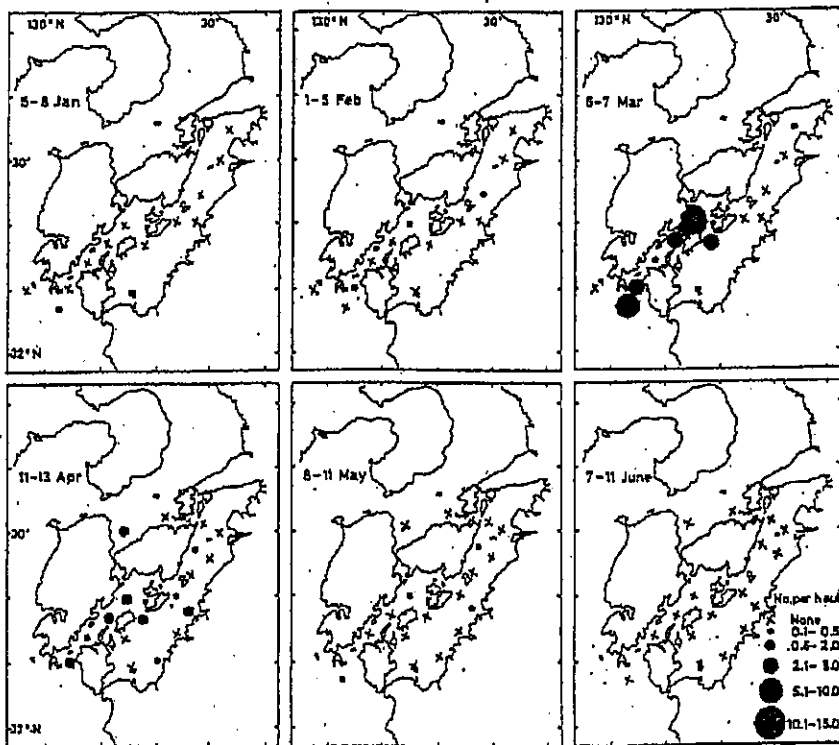 130°N 30°
130°N 30°
130° 30°
5-8 Jan
1-5 Feb
6-7 Mar
30°
32°N
11-13 Apr
8-11 May
7-11 June
30°
32°N
No. per haul
None
0.1- 0.5
0.6- 2.0
2.1- 5.0
5.1-10.0
10.1-15.0